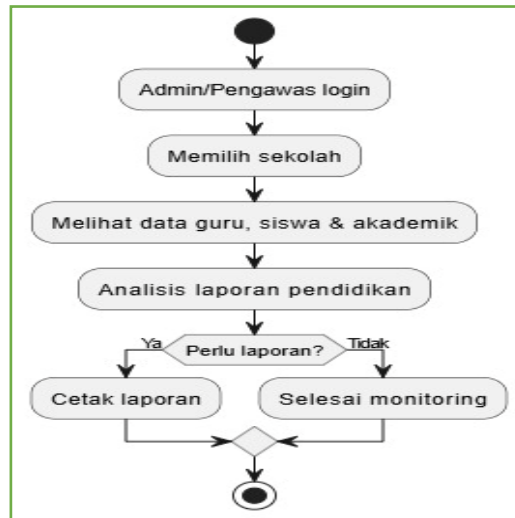 Admin/Pengawas login
Memilih sekolah
Melihat data guru, siswa & akademik
Analisis laporan pendidikan
Ya
Perlu laporan?
Tidak
Cetak laporan
Selesai monitoring